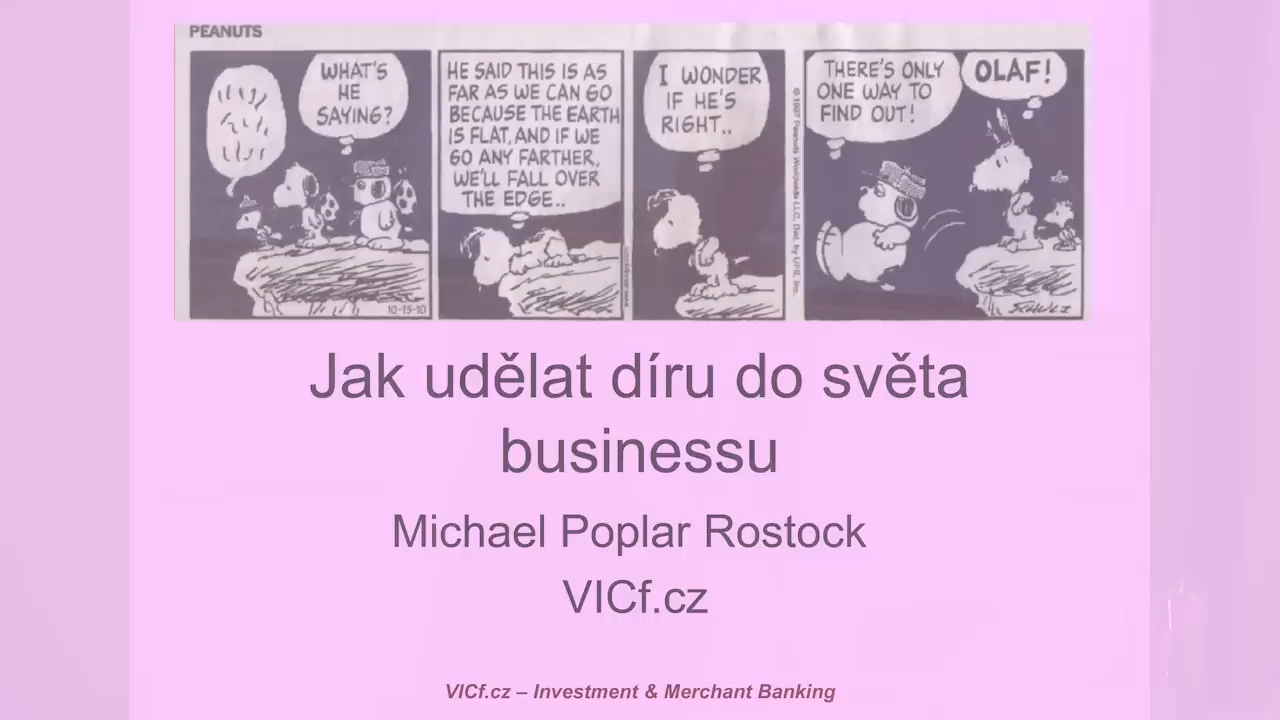 PEANUTS
WHAT'S
HE
SAYING?
HE SAID THIS IS AS
FAR AS WE CAN GO
BECAUSE THE EARTH
IS FLAT, AND IF WE
GO ANY FARTHER,
WE'LL FALL OVER
THE EDGE..
I WONDER
IF HE'S
RIGHT..
THERE'S ONLY
ONE WAY TO
FIND OUT!
OLAF!
10-15-10
SCHULZ
Jak udělat díru do světa
businessu
Michael Poplar Rostock
VICf.cz
VICf.cz – Investment & Merchant Banking